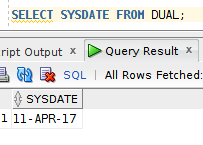 SELECT SYSDATE FROM DUAL;
ript Output × Query Result ×
SQL | All Rows Fetched:
SYSDATE
1 11-APR-17